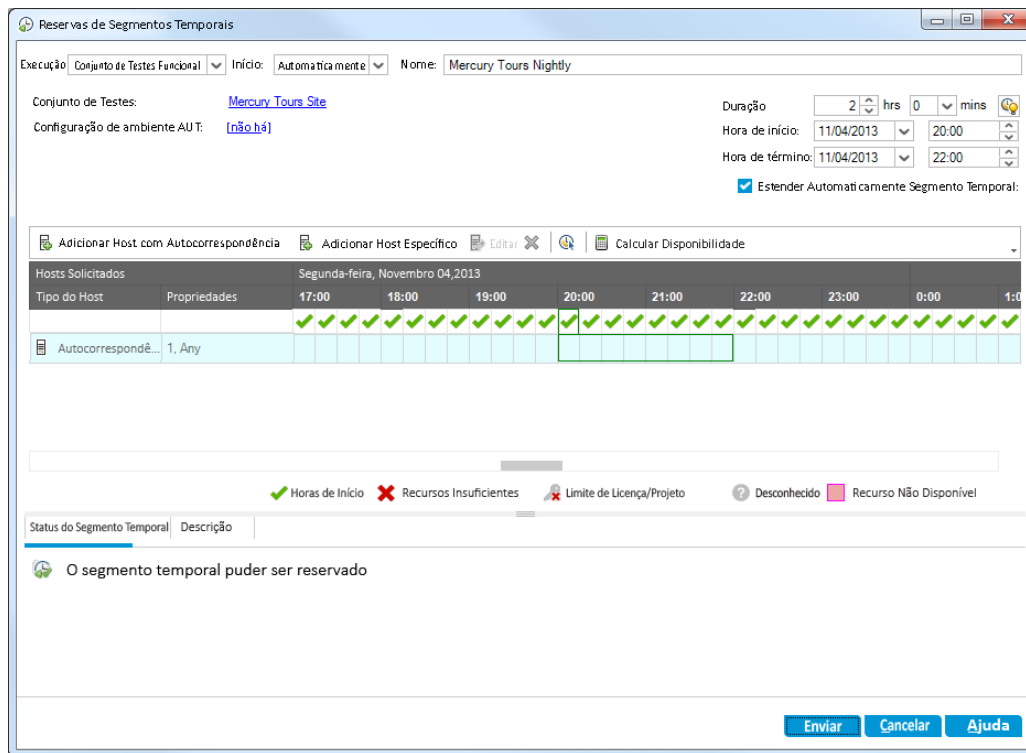 Reservas de Segmentos Temporais
Execução Conjunto de Testes Funcional Início: Automaticamente Nome: Mercury Tours Nightly
Conjunto de Testes: Mercury Tours Site
Configuração de ambiente AUT: [não há]
Duração 2 hrs 0 mins
Hora de início: 11/04/2013 20:00
Hora de término: 11/04/2013 22:00
Estender Automaticamente Segmento Temporal:
Adicionar Host com Autocorrespondência Adicionar Host Específico Editar Calcular Disponibilidade
Hosts Solicitados Segunda-feira, Novembro 04,2013
Tipo do Host Propriedades 17:00 18:00 19:00 20:00 21:00 22:00 23:00 0:00 1:0
Autocorrespondê... 1, Any
Horas de Início Recursos Insuficientes Limite de Licença/Projeto Desconhecido Recurso Não Disponível
Status do Segmento Temporal Descrição
O segmento temporal puder ser reservado
Enviar Cancelar Ajuda